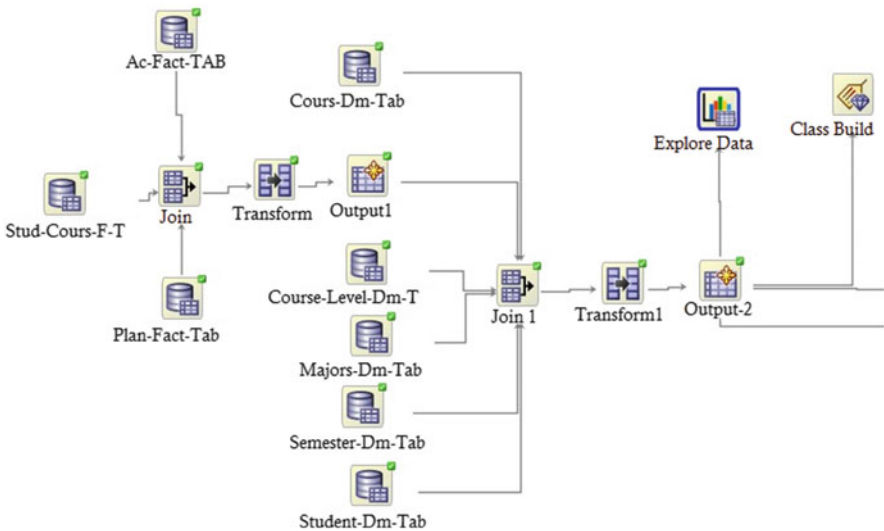 Ac-Fact-TAB
Cours-Dm-Tab
Explore Data
Class Build
Stud-Cours-F-T
Join
Transform
Output1
Plan-Fact-Tab
Course-Level-Dm-T
Join 1
Transform1
Output-2
Majors-Dm-Tab
Semester-Dm-Tab
Student-Dm-Tab